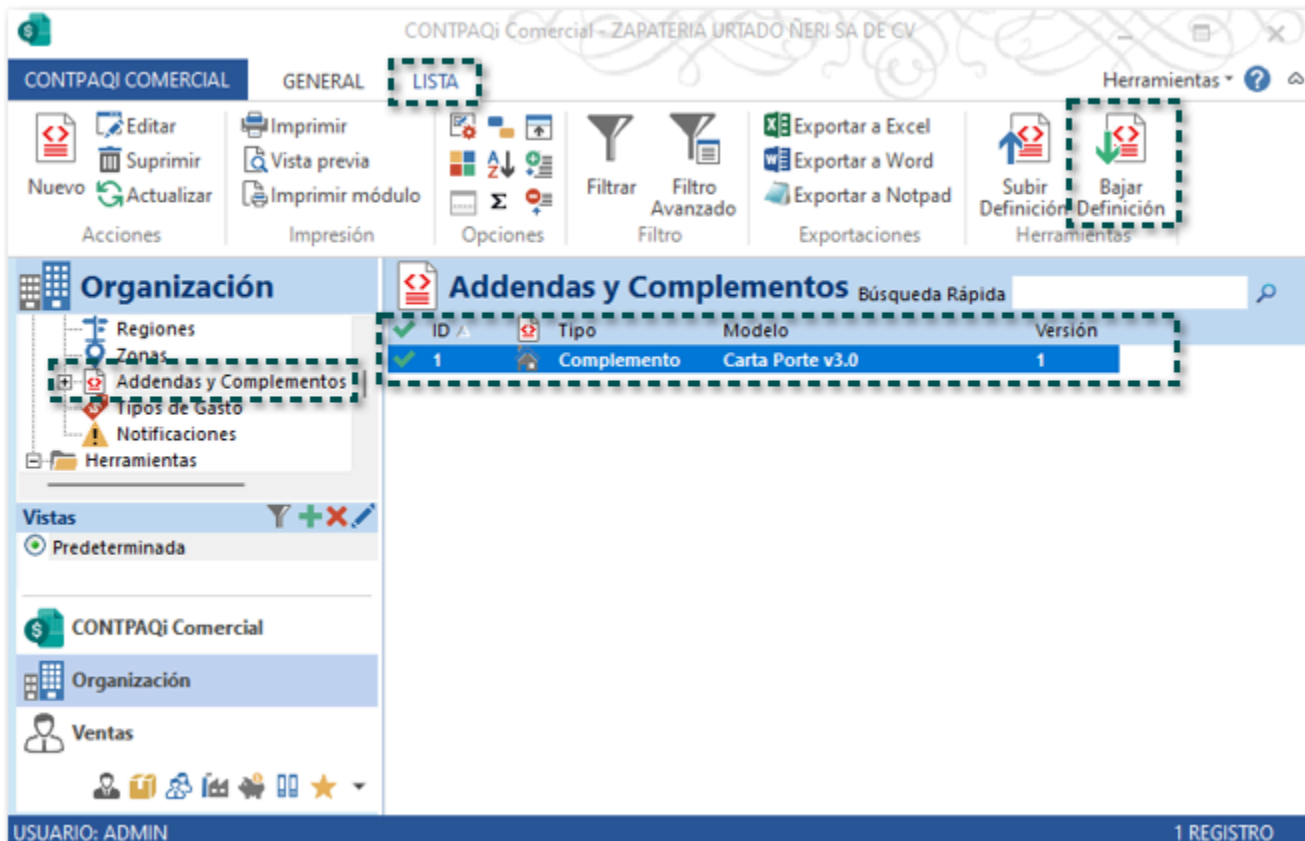 CONTPAQi Comercial - ZAPATERIA URTADO ÑERI SA DE CV
CONTPAQI COMERCIAL GENERAL LISTA Herramientas
Nuevo
Editar
Suprimir
Actualizar
Acciones
Imprimir
Vista previa
Imprimir módulo
Impresión
Opciones
Filtrar
Filtro
Avanzado
Filtro
Exportar a Excel
Exportar a Word
Exportar a Notpad
Exportaciones
Subir
Definición
Bajar
Definición
Herramientas
Organización
Regiones
Zonas
Addendas y Complementos
Tipos de Gasto
Notificaciones
Herramientas
Vistas
Predeterminada
CONTPAQi Comercial
Organización
Ventas
Addendas y Complementos Búsqueda Rápida
ID Tipo Modelo Versión
1 Complemento Carta Porte v3.0 1
USUARIO: ADMIN 1 REGISTRO